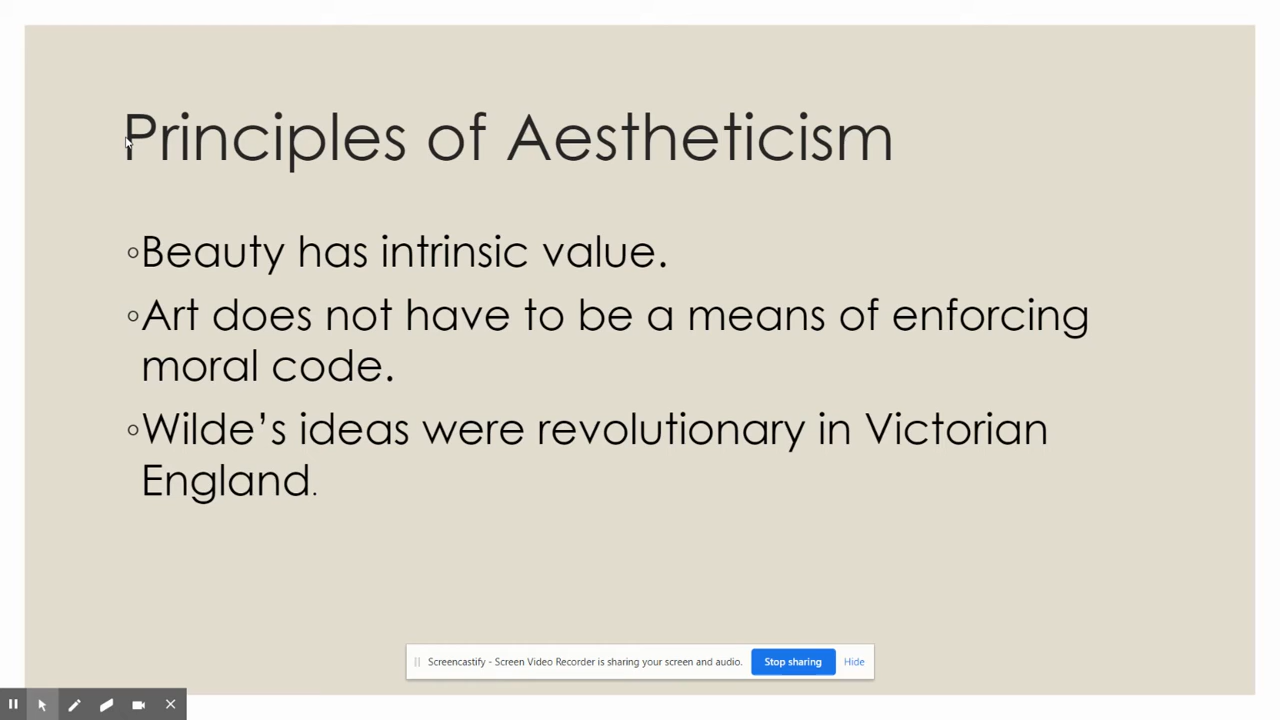 Principles of Aestheticism
◦Beauty has intrinsic value.
◦Art does not have to be a means of enforcing
moral code.
◦Wilde’s ideas were revolutionary in Victorian
England.
Screencastify - Screen Video Recorder is sharing your screen and audio. Stop sharing Hide